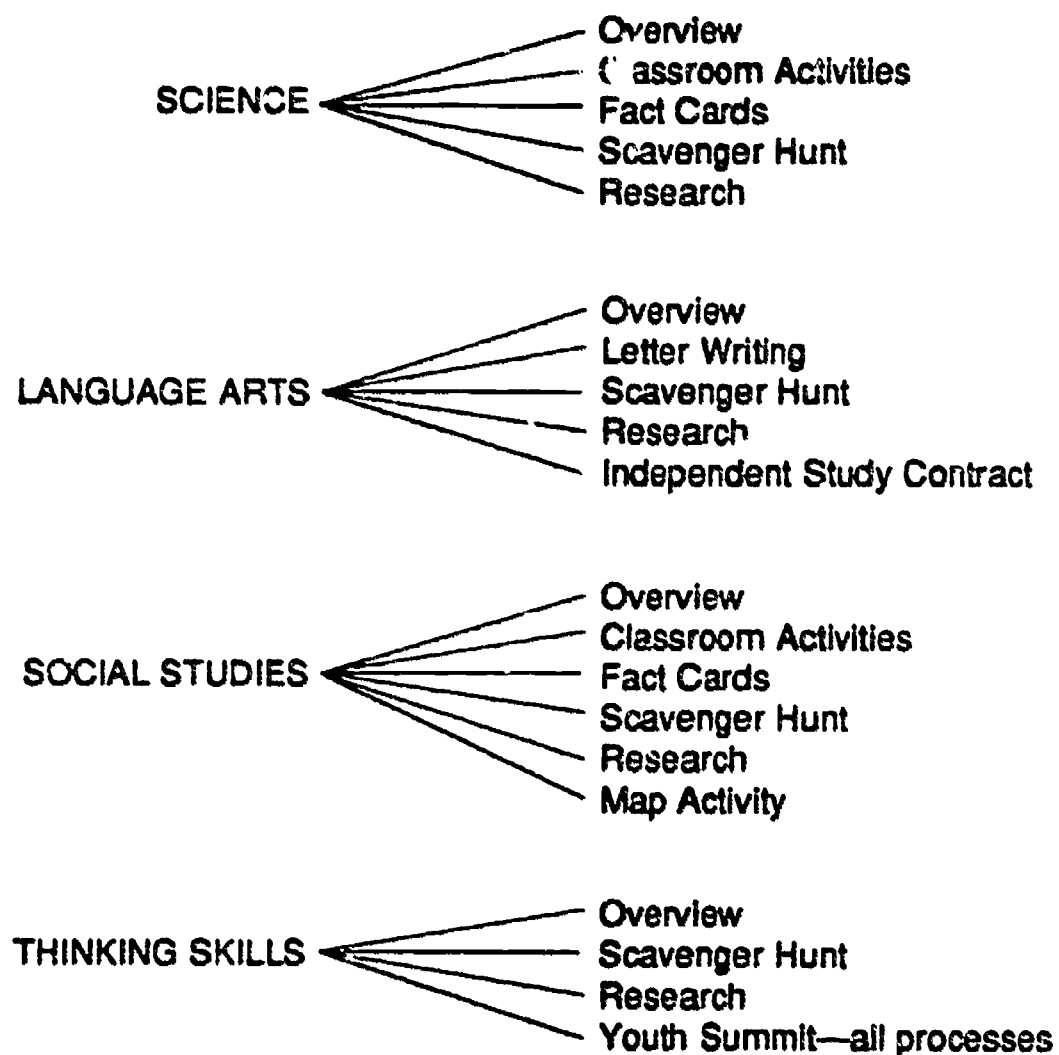 SCIENCE
Overview
Classroom Activities
Fact Cards
Scavenger Hunt
Research
LANGUAGE ARTS
Overview
Letter Writing
Scavenger Hunt
Research
Independent Study Contract
SOCIAL STUDIES
Overview
Classroom Activities
Fact Cards
Scavenger Hunt
Research
Map Activity
THINKING SKILLS
Overview
Scavenger Hunt
Research
Youth Summit—all processes